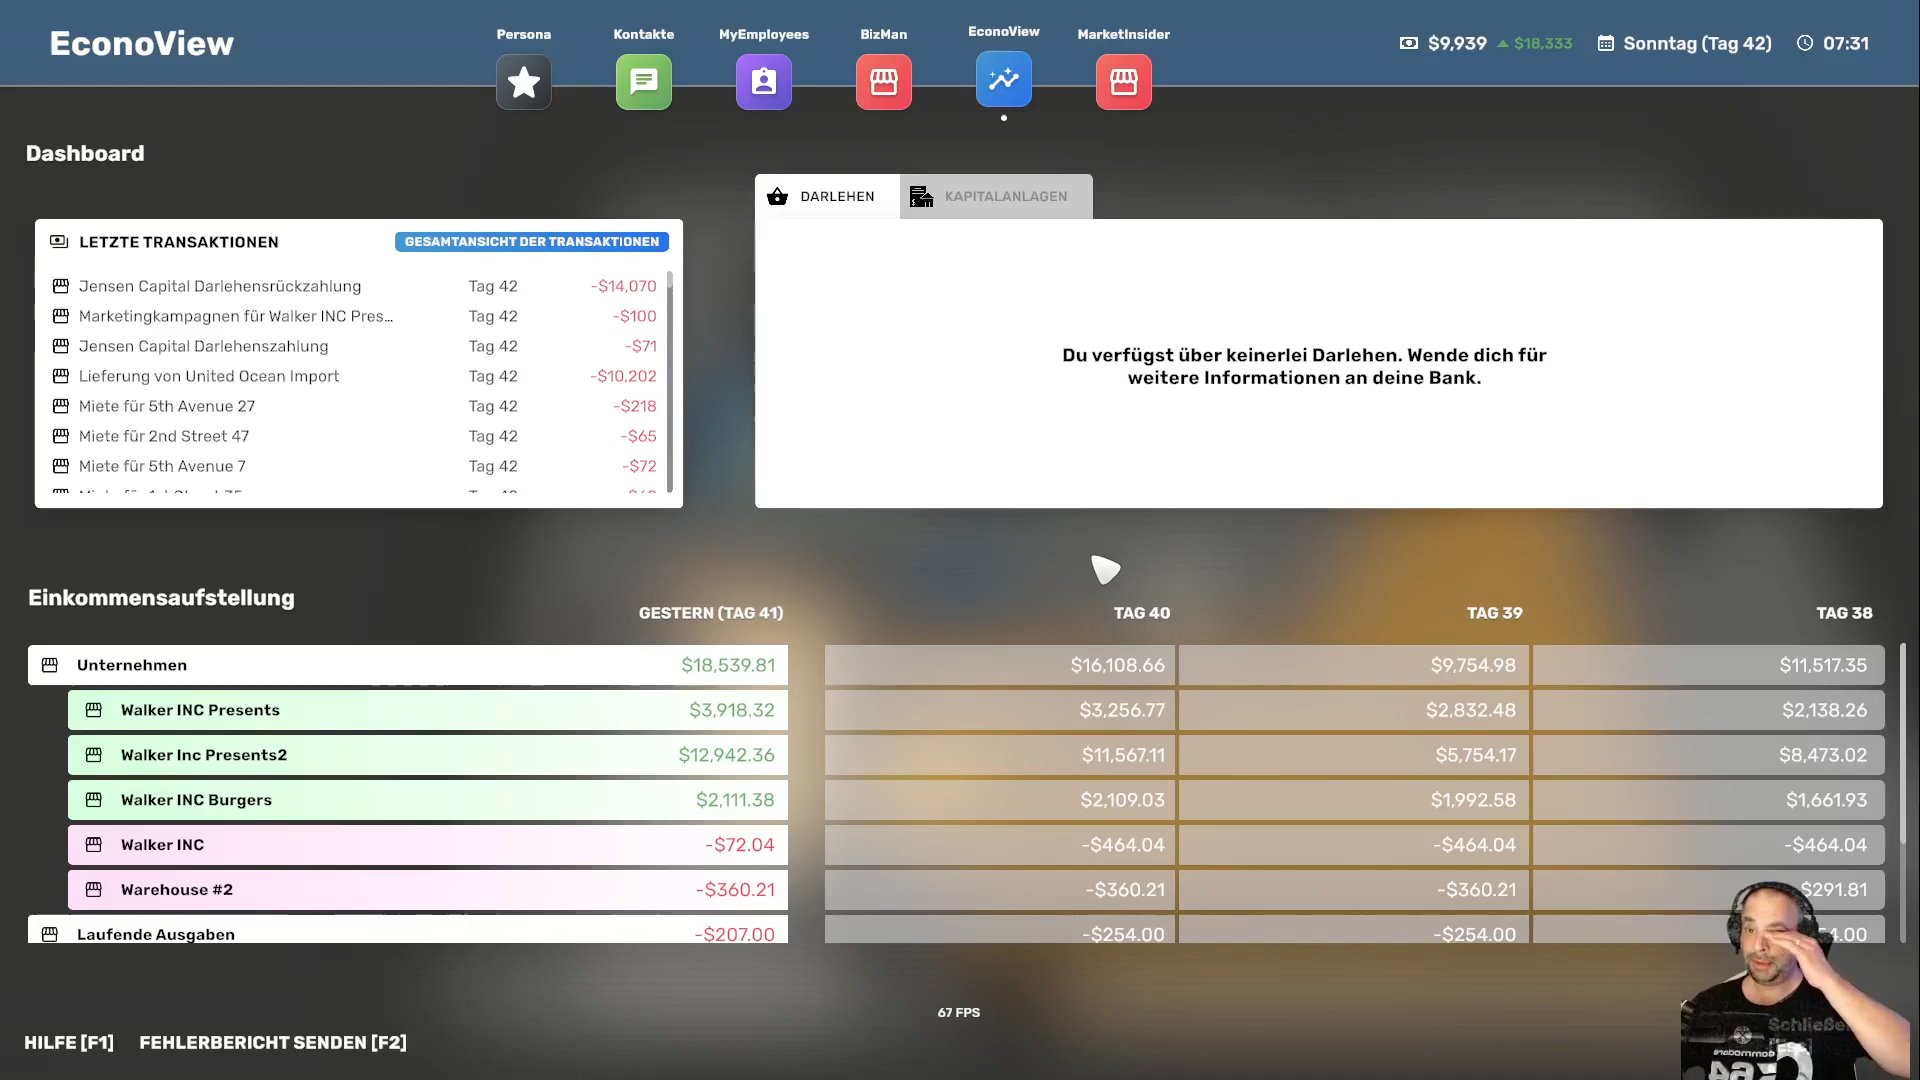 EconoView
Persona
Kontakte
MyEmployees
BizMan
EconoView
MarketInsider
$9,939
$18,333
Sonntag (Tag 42)
07:31
Dashboard
DARLEHEN
KAPITALANLAGEN
LETZTE TRANSAKTIONEN
GESAMTANSICHT DER TRANSAKTIONEN
Jensen Capital Darlehensrückzahlung Tag 42 -$14,070
Marketingkampagnen für Walker INC Pres... Tag 42 -$100
Jensen Capital Darlehenszahlung Tag 42 -$71
Lieferung von United Ocean Import Tag 42 -$10,202
Miete für 5th Avenue 27 Tag 42 -$218
Miete für 2nd Street 47 Tag 42 -$65
Miete für 5th Avenue 7 Tag 42 -$72
Du verfügst über keinerlei Darlehen. Wende dich für
weitere Informationen an deine Bank.
Einkommensaufstellung
GESTERN (TAG 41) TAG 40 TAG 39 TAG 38
Unternehmen $18,539.81 $16,108.66 $9,754.98 $11,517.35
Walker INC Presents $3,918.32 $3,256.77 $2,832.48 $2,138.26
Walker Inc Presents2 $12,942.36 $11,567.11 $5,754.17 $8,473.02
Walker INC Burgers $2,111.38 $2,109.03 $1,992.58 $1,661.93
Walker INC -$72.04 -$464.04 -$464.04 -$464.04
Warehouse #2 -$360.21 -$360.21 -$360.21 $291.81
Laufende Ausgaben -$207.00 -$254.00 -$254.00
67 FPS
HILFE [F1] FEHLERBERICHT SENDEN [F2]